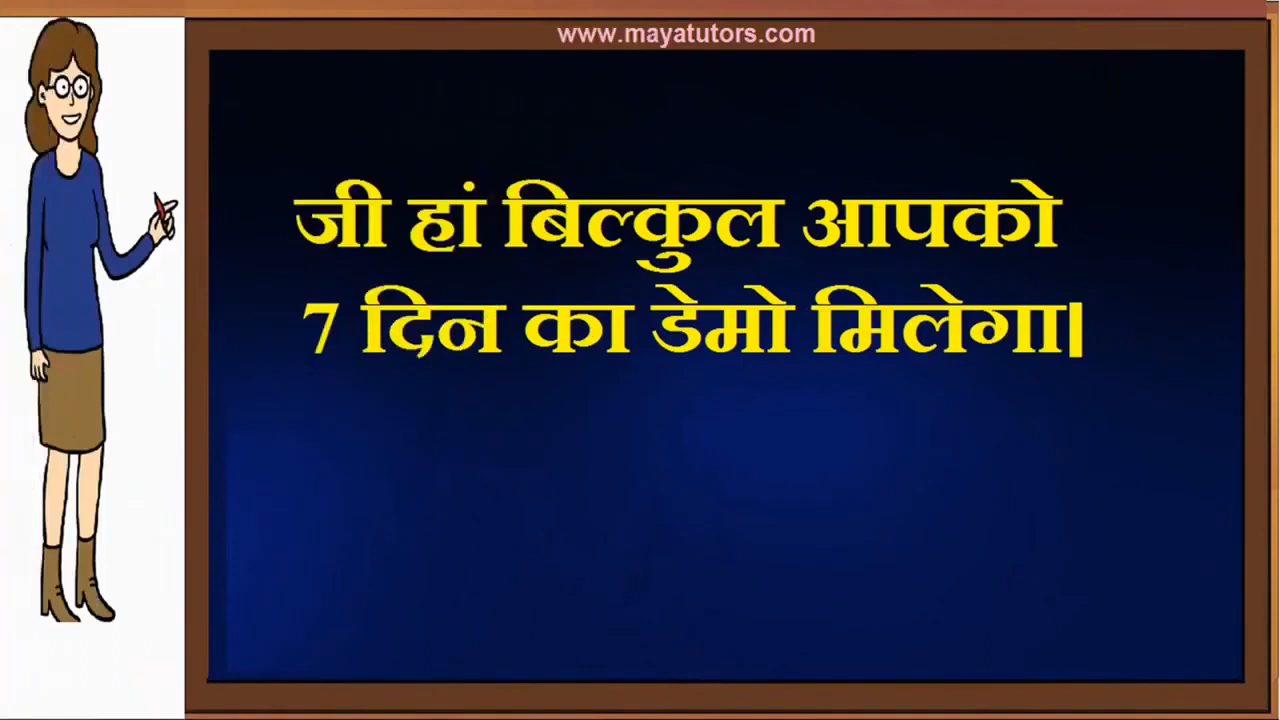 www.mayatutors.com
जी हां बिल्कुल आपको
7 दिन का डेमो मिलेगा।